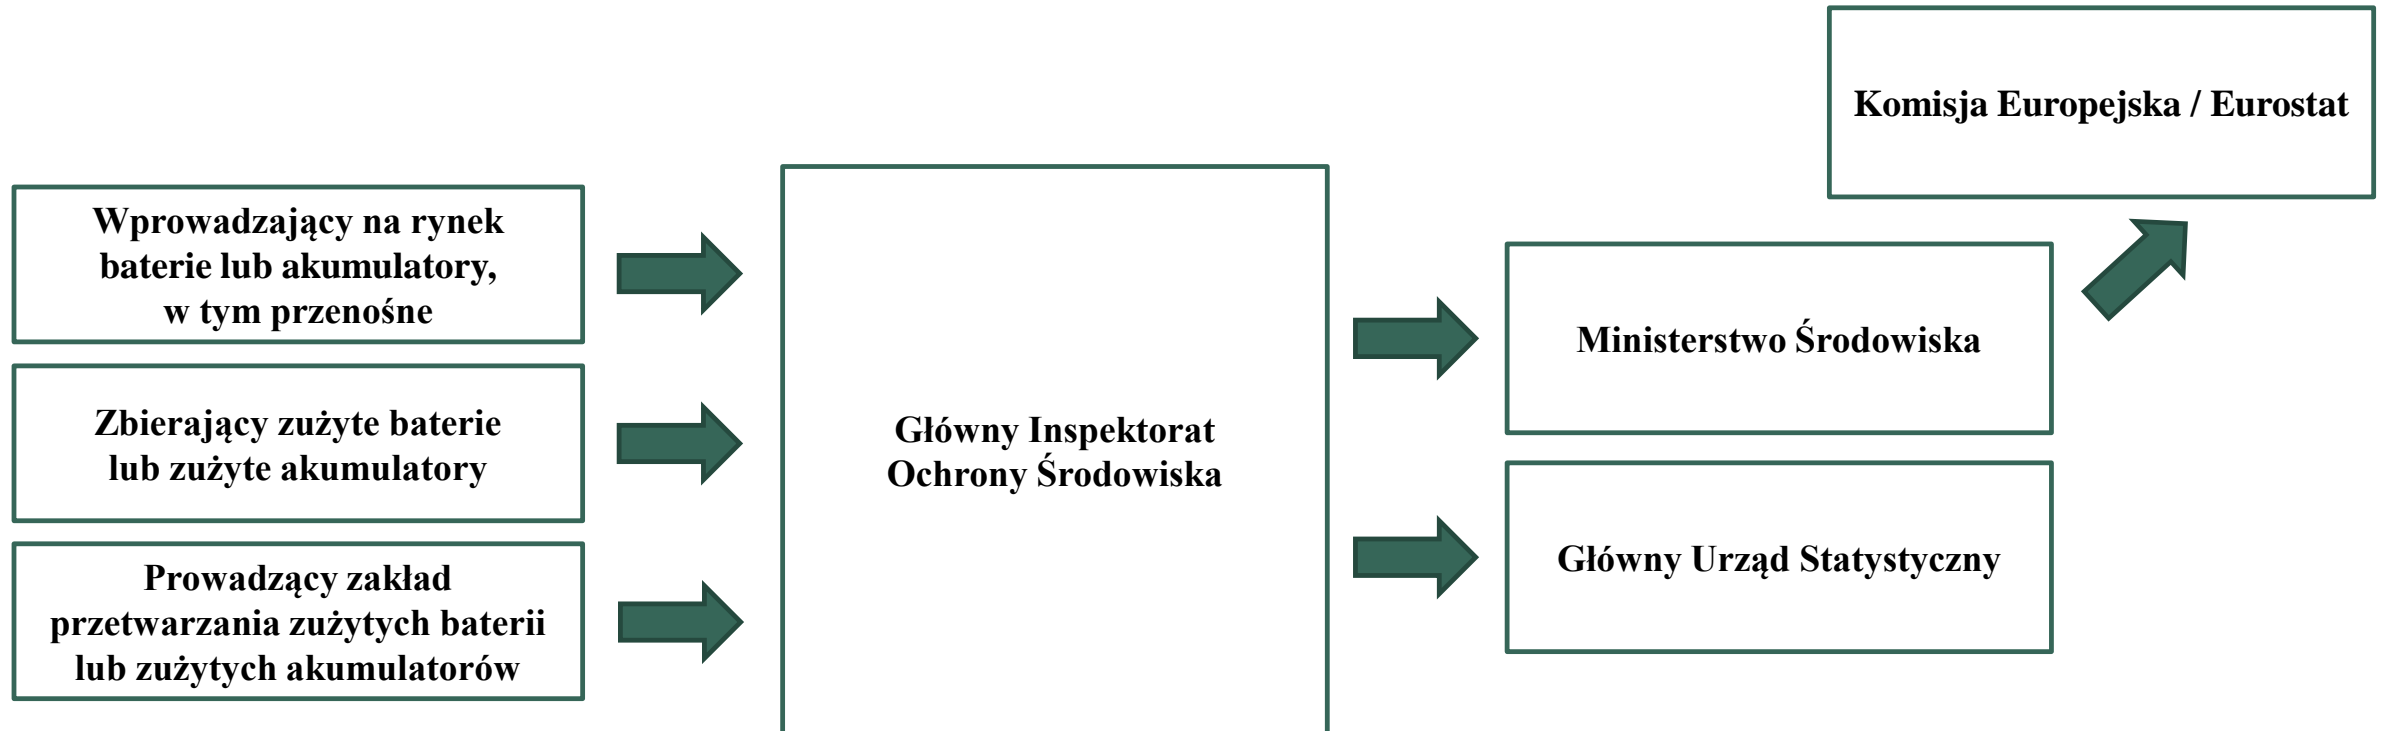 Komisja Europejska / Eurostat
Wprowadzający na rynek
baterie lub akumulatory,
w tym przenośne
Zbierający zużyte baterie
lub zużyte akumulatory
Prowadzący zakład
przetwarzania zużytych baterii
lub zużytych akumulatorów
Główny Inspektorat
Ochrony Środowiska
Ministerstwo Środowiska
Główny Urząd Statystyczny